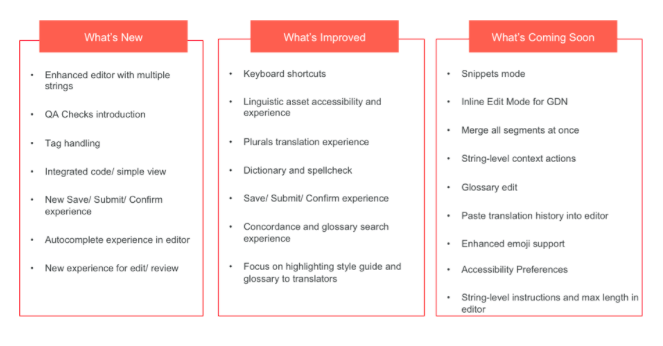 What's New
• Enhanced editor with multiple
strings
• QA Checks introduction
• Tag handling
• Integrated code/ simple view
• New Save/ Submit/ Confirm
experience
• Autocomplete experience in editor
• New experience for edit/ review
What's Improved
• Keyboard shortcuts
• Linguistic asset accessibility and
experience
• Plurals translation experience
• Dictionary and spellcheck
• Save/ Submit/ Confirm experience
• Concordance and glossary search
experience
• Focus on highlighting style guide and
glossary to translators
What's Coming Soon
• Snippets mode
• Inline Edit Mode for GDN
• Merge all segments at once
• String-level context actions
• Glossary edit
• Paste translation history into editor
• Enhanced emoji support
• Accessibility Preferences
• String-level instructions and max length in
editor